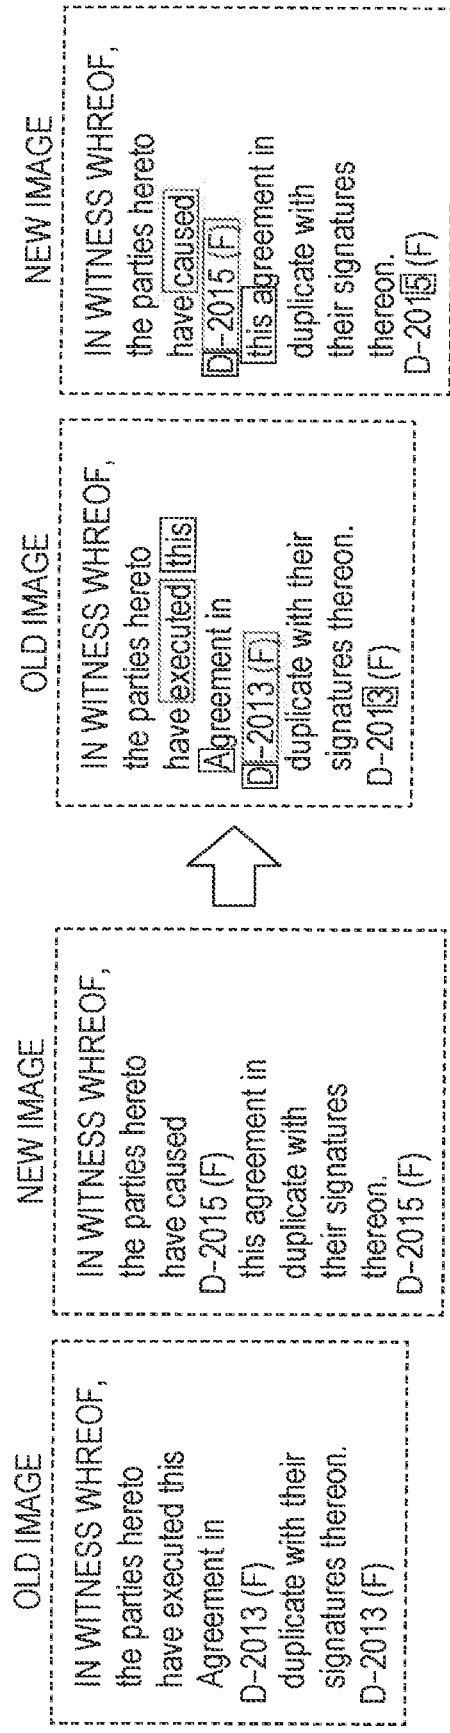 OLD IMAGE
IN WITNESS WHREOF,
the parties hereto
have executed this
Agreement in
D-2013 (F)
duplicate with their
signatures thereon.
D-2013 (F)
NEW IMAGE
IN WITNESS WHREOF,
the parties hereto
have caused
D-2015 (F)
this agreement in
duplicate with
their signatures
thereon.
D-2015 (F)
OLD IMAGE
IN WITNESS WHREOF,
the parties hereto
have executed this
Agreement in
D-2013 (F)
duplicate with their
signatures thereon.
D-2013 (F)
NEW IMAGE
IN WITNESS WHREOF,
the parties hereto
have caused
D-2015 (F)
this agreement in
duplicate with
their signatures
thereon.
D-2015 (F)